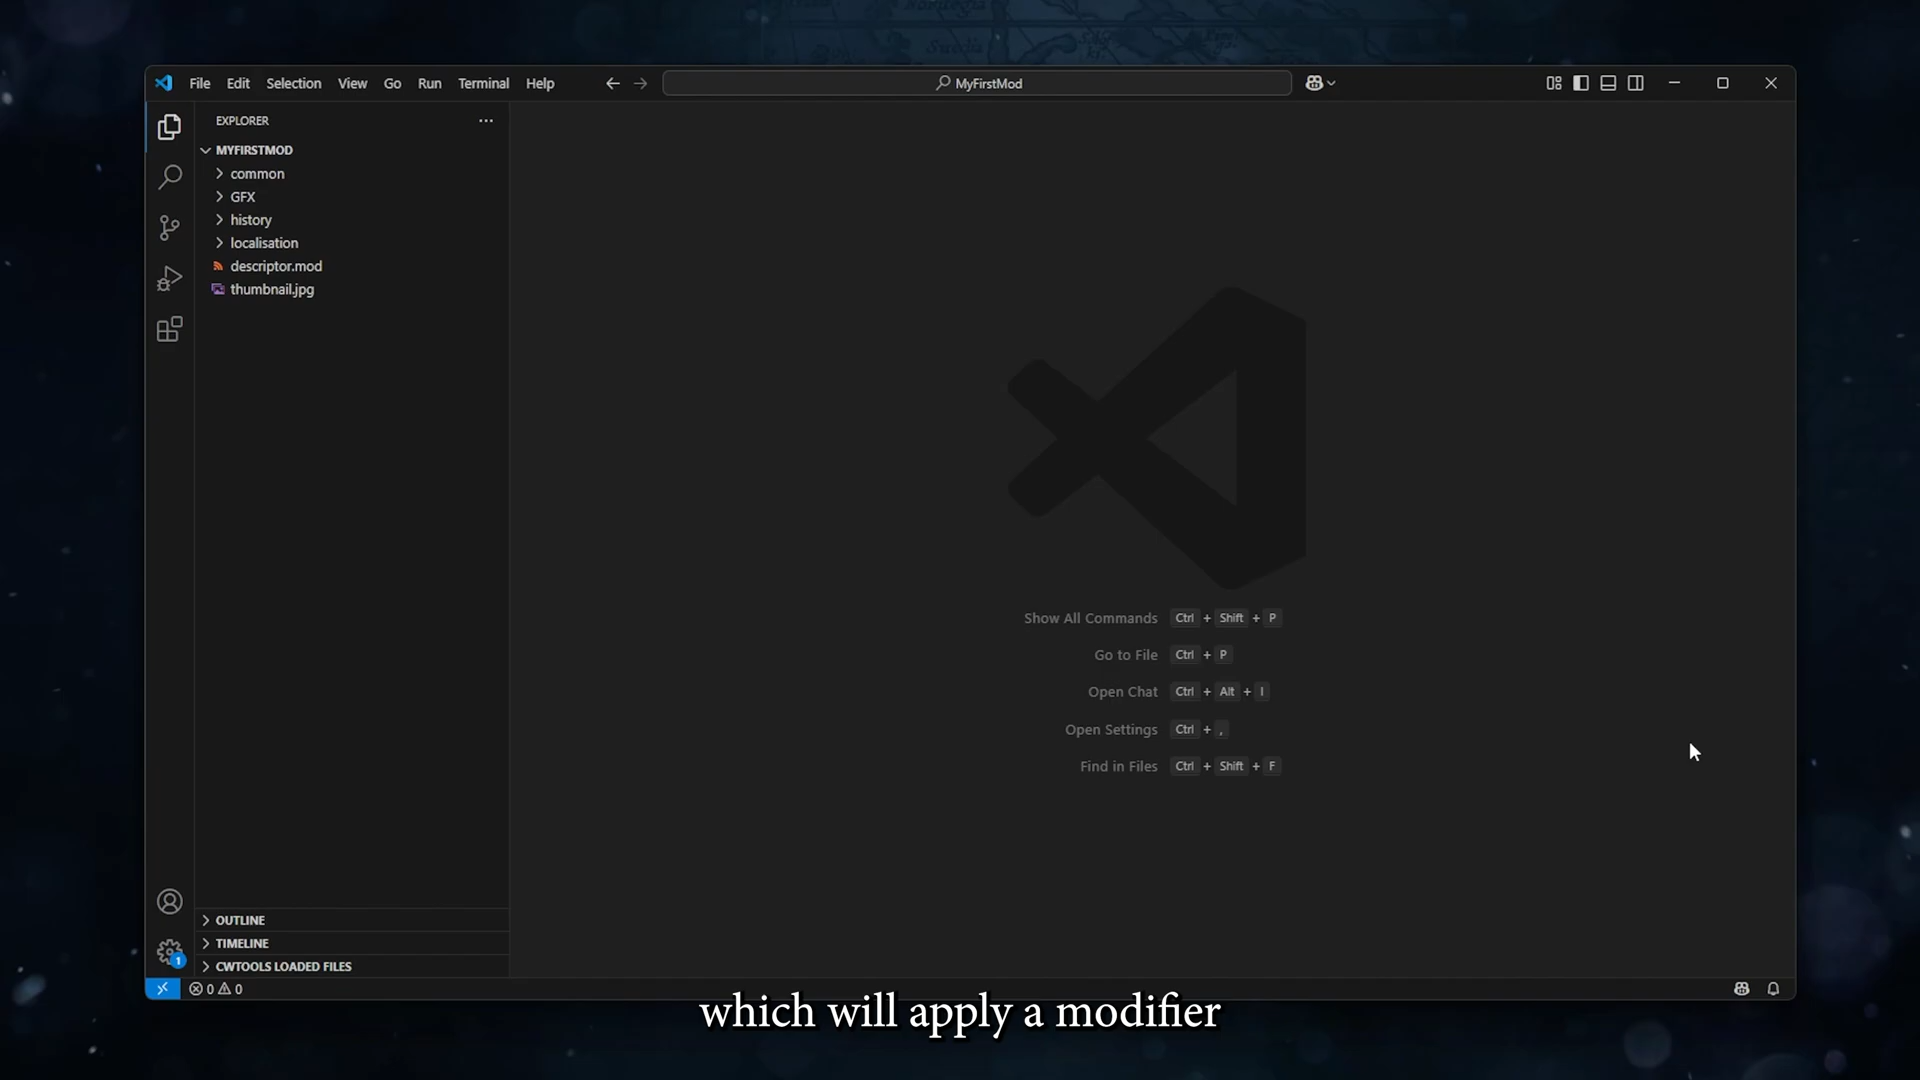 File Edit Selection View Go Run Terminal Help
MyFirstMod
EXPLORER
MYFIRSTMOD
common
GFX
history
localisation
descriptor.mod
thumbnail.jpg
Show All Commands Ctrl + Shift + P
Go to File Ctrl + P
Open Chat Ctrl + Alt + I
Open Settings Ctrl + ,
Find in Files Ctrl + Shift + F
OUTLINE
TIMELINE
CWTOOLS LOADED FILES
1
0 0
which will apply a modifier